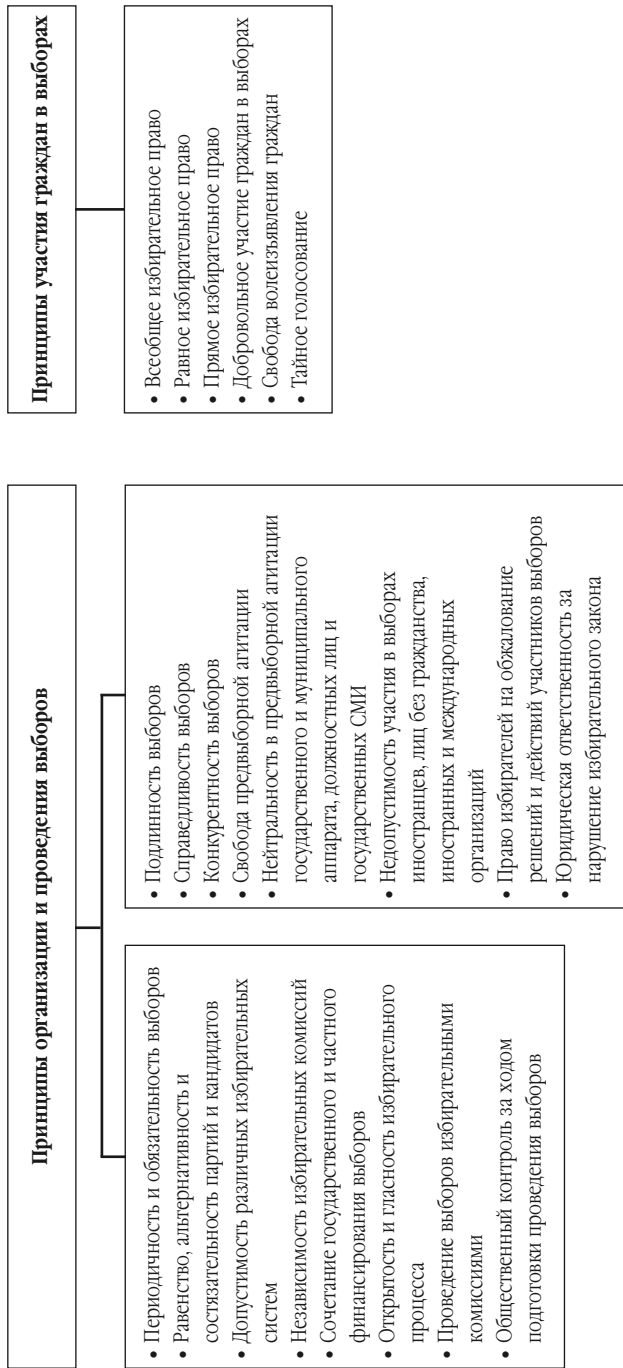 Принципы организации и проведения выборов
• Периодичность и обязательность выборов
• Равенство, альтернативность и
состязательность партий и кандидатов
• Допустимость различных избирательных
систем
• Независимость избирательных комиссий
• Сочетание государственного и частного
финансирования выборов
• Открытость и гласность избирательного
процесса
• Проведение выборов избирательными
комиссиями
• Общественный контроль за ходом
подготовки проведения выборов
• Подлинность выборов
• Справедливость выборов
• Конкурентность выборов
• Свобода предвыборной агитации
• Нейтральность в предвыборной агитации
государственного и муниципального
аппарата, должностных лиц и
государственных СМИ
• Недопустимость участия в выборах
иностранцев, лиц без гражданства,
иностранных и международных
организаций
• Право избирателей на обжалование
решений и действий участников выборов
• Юридическая ответственность за
нарушение избирательного закона
Принципы участия граждан в выборах
• Всеобщее избирательное право
• Равное избирательное право
• Прямое избирательное право
• Добровольное участие граждан в выборах
• Свобода волеизъявления граждан
• Тайное голосование